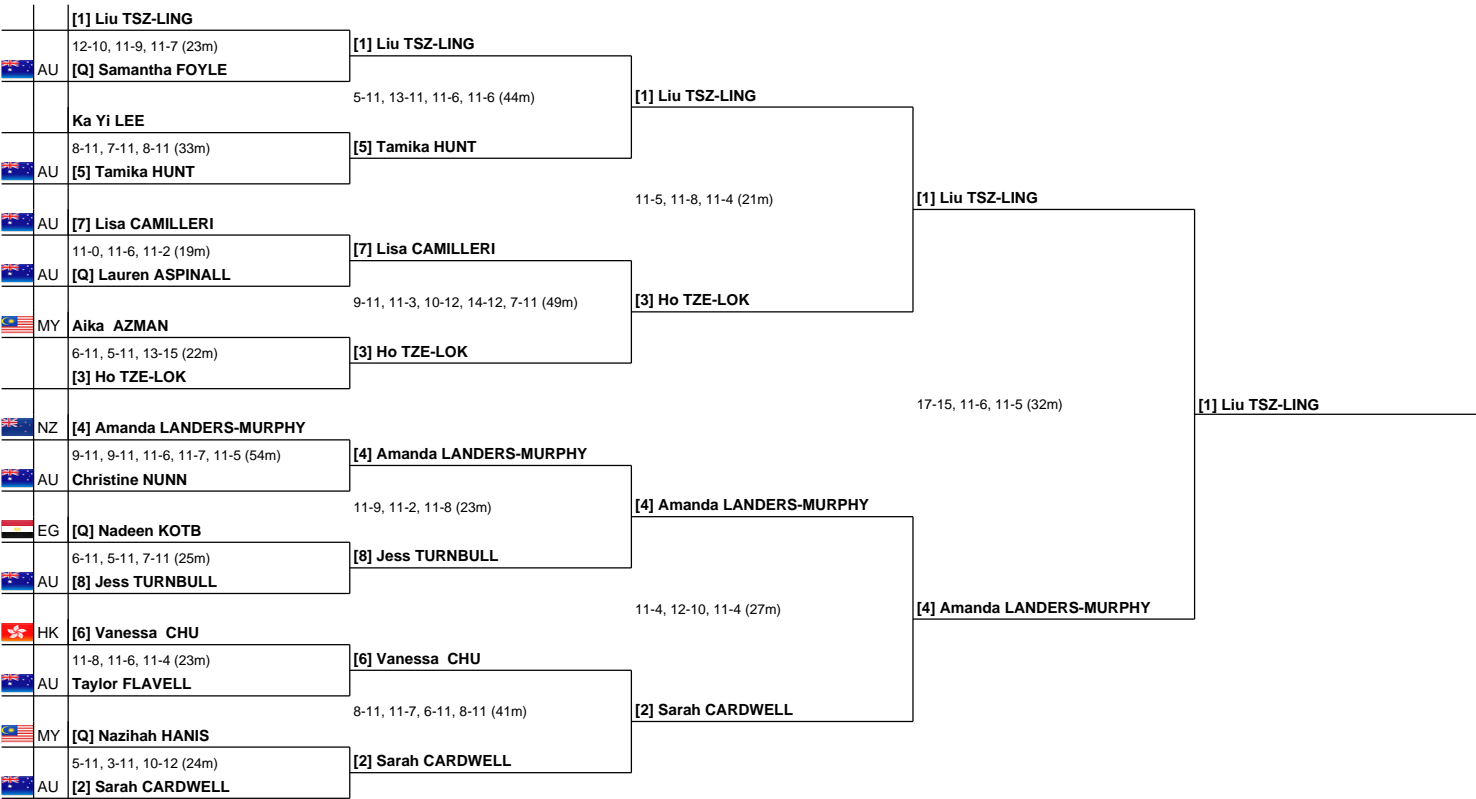 [1] Liu TSZ-LING
12-10, 11-9, 11-7 (23m)
[1] Liu TSZ-LING
AU [Q] Samantha FOYLE
5-11, 13-11, 11-6, 11-6 (44m)
[1] Liu TSZ-LING
Ka Yi LEE
8-11, 7-11, 8-11 (33m)
[5] Tamika HUNT
AU [5] Tamika HUNT
11-5, 11-8, 11-4 (21m)
[1] Liu TSZ-LING
AU [7] Lisa CAMILLERI
11-0, 11-6, 11-2 (19m)
[7] Lisa CAMILLERI
AU [Q] Lauren ASPINALL
9-11, 11-3, 10-12, 14-12, 7-11 (49m)
[3] Ho TZE-LOK
MY Aika AZMAN
6-11, 5-11, 13-15 (22m)
[3] Ho TZE-LOK
[3] Ho TZE-LOK
17-15, 11-6, 11-5 (32m)
[1] Liu TSZ-LING
NZ [4] Amanda LANDERS-MURPHY
9-11, 9-11, 11-6, 11-7, 11-5 (54m)
[4] Amanda LANDERS-MURPHY
AU Christine NUNN
11-9, 11-2, 11-8 (23m)
[4] Amanda LANDERS-MURPHY
EG [Q] Nadeen KOTB
6-11, 5-11, 7-11 (25m)
[8] Jess TURNBULL
AU [8] Jess TURNBULL
11-4, 12-10, 11-4 (27m)
[4] Amanda LANDERS-MURPHY
HK [6] Vanessa CHU
11-8, 11-6, 11-4 (23m)
[6] Vanessa CHU
AU Taylor FLAVELL
8-11, 11-7, 6-11, 8-11 (41m)
[2] Sarah CARDWELL
MY [Q] Nazihah HANIS
5-11, 3-11, 10-12 (24m)
[2] Sarah CARDWELL
AU [2] Sarah CARDWELL